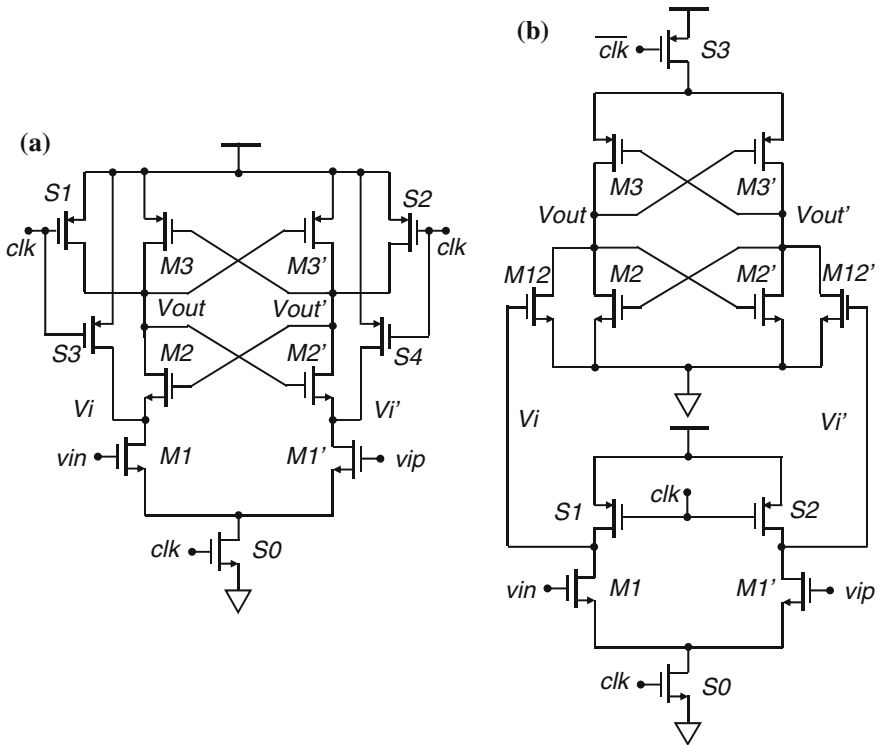 (a)
S1
S2
clk
clk
M3
M3'
Vout
Vout'
S3
M2
M2'
S4
Vi
Vi'
vin
M1
M1'
vip
clk
S0
(b)
clk
S3
M3
M3'
Vout
Vout'
M12
M2
M2'
M12'
Vi
Vi'
clk
S1
S2
vin
M1
M1'
vip
clk
S0